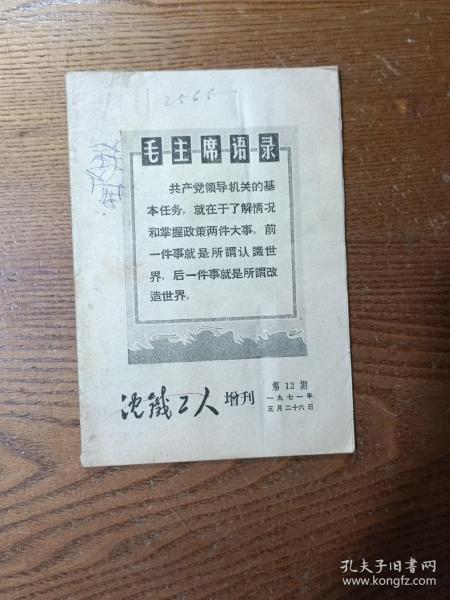 2565
毛主席语录
共产党领导机关的基
本任务，就在于了解情况
和掌握政策两件大事，前
一件事就是所謂认識世
界，后一件事就是所謂改
造世界。
沈鐵工人 增刊
第12期
一九七一年
五月二十六日
孔夫子旧书网
www.kongfz.com